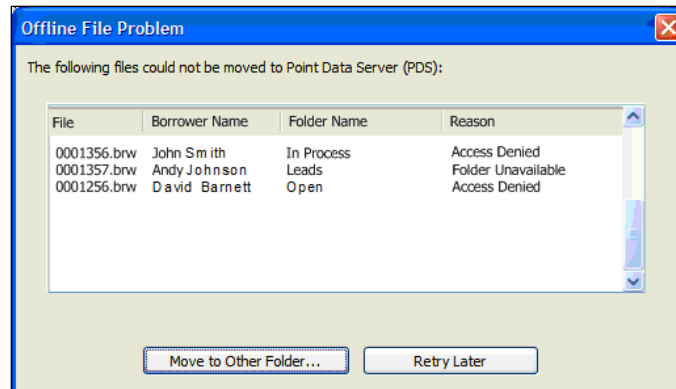 Offline File Problem
The following files could not be moved to Point Data Server (PDS):
File Borrower Name Folder Name Reason
0001356.brw John Smith In Process Access Denied
0001357.brw Andy Johnson Leads Folder Unavailable
0001256.brw David Barnett Open Access Denied
Move to Other Folder... Retry Later